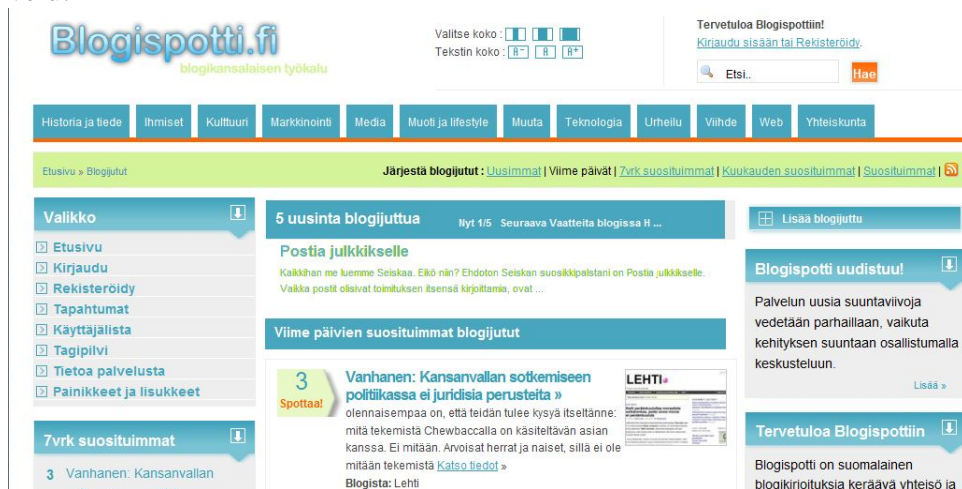 Blogispotti.fi
blogikansalaisen työkalu
Valitse koko :
Tekstin koko : A- A A+
Tervetuloa Blogispottiin!
Kirjaudu sisään tai Rekisteröidy.
Etsi.. Hae
Historia ja tiede Ihmiset Kulttuuri Markkinointi Media Muoti ja lifestyle Muuta Teknologia Urheilu Viihde Web Yhteiskunta
Etusivu » Blogijutut
Järjestä blogijutut : Uusimmat | Viime päivät | 7vrk suosituimmat | Kuukauden suosituimmat | Suosituimmat |
Valikko
Etusivu
Kirjaudu
Rekisteröidy
Tapahtumat
Käyttäjälista
Tagipilvi
Tietoa palvelusta
Painikkeet ja lisukkeet
7vrk suosituimmat
3 Vanhanen: Kansanvallan
5 uusinta blogijuttua Nyt 1/5 Seuraava Vaatteita blogissa H ...
Postia julkkikselle
Kaikkihan me luemme Seiskaa. Eikö niin? Ehdoton Seiskan suosikkipalstani on Postia julkkikselle.
Vaikka postit olisivat toimituksen itsensä kirjoittamia, ovat ...
Viime päivien suosituimmat blogijutut
3
Spottaa!
Vanhanen: Kansanvallan sotkemiseen
politiikassa ei juridisia perusteita »
olennaisempaa on, että teidän tulee kysyä itseltänne:
mitä tekemistä Chewbaccalla on käsiteltävän asian
kanssa. Ei mitään. Arvoisat herrat ja naiset, sillä ei ole
mitään tekemistä Katso tiedot »
Blogista: Lehti
LEHTI
Lisää blogijuttu
Blogispotti uudistuu!
Palvelun uusia suuntaviivoja
vedetään parhaillaan, vaikuta
kehityksen suuntaan osallistumalla
keskusteluun.
Lisää »
Tervetuloa Blogispottiin
Blogispotti on suomalainen
blogikirjoituksia keräävä yhteisö ja